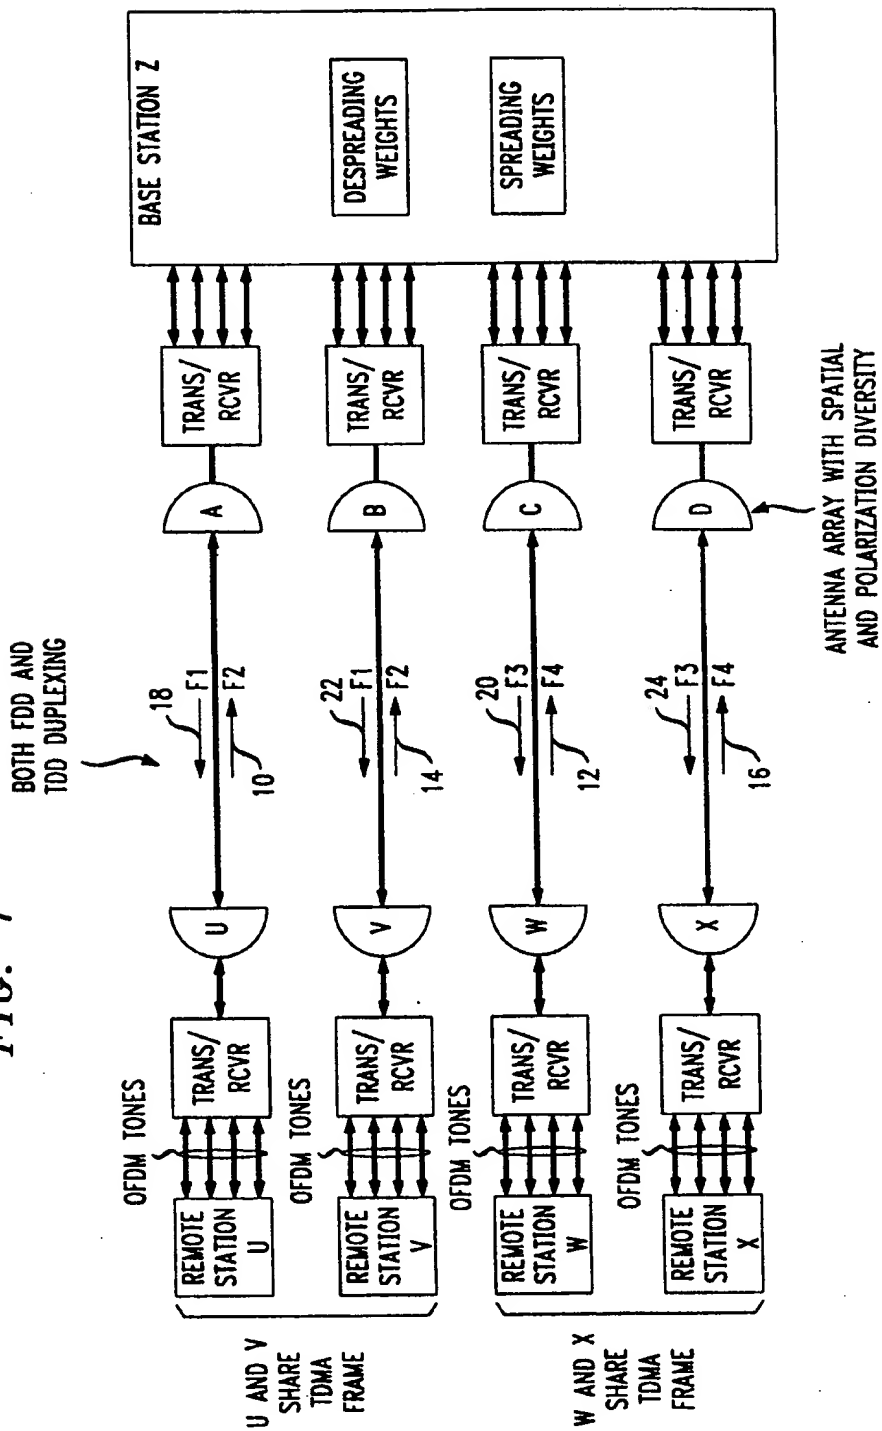 FIG.
BOTH FDD AND
TDD DUPLEXING
U AND V
SHARE
TDMA
FRAME
W AND X
SHARE
TDMA
FRAME
REMOTE
STATION
U
OFDM TONES
TRANS/
RCVR
U
18
F1
F2
10
A
TRANS/
RCVR
BASE STATION Z
REMOTE
STATION
V
OFDM TONES
TRANS/
RCVR
V
22
F1
F2
14
B
TRANS/
RCVR
DESPREADING
WEIGHTS
REMOTE
STATION
W
OFDM TONES
TRANS/
RCVR
W
20
F3
F4
12
C
TRANS/
RCVR
SPREADING
WEIGHTS
REMOTE
STATION
X
OFDM TONES
TRANS/
RCVR
X
24
F3
F4
16
D
TRANS/
RCVR
ANTENNA ARRAY WITH SPATIAL
AND POLARIZATION DIVERSITY